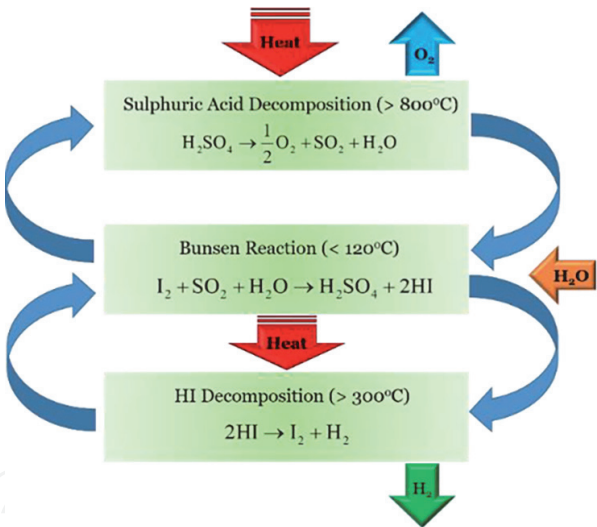 Heat
O₂
Sulphuric Acid Decomposition (> 800°C)
H₂SO₄ → 1/2 O₂ + SO₂ + H₂O
Bunsen Reaction (< 120°C)
I₂ + SO₂ + H₂O → H₂SO₄ + 2HI
H₂O
Heat
HI Decomposition (> 300°C)
2HI → I₂ + H₂
H₂